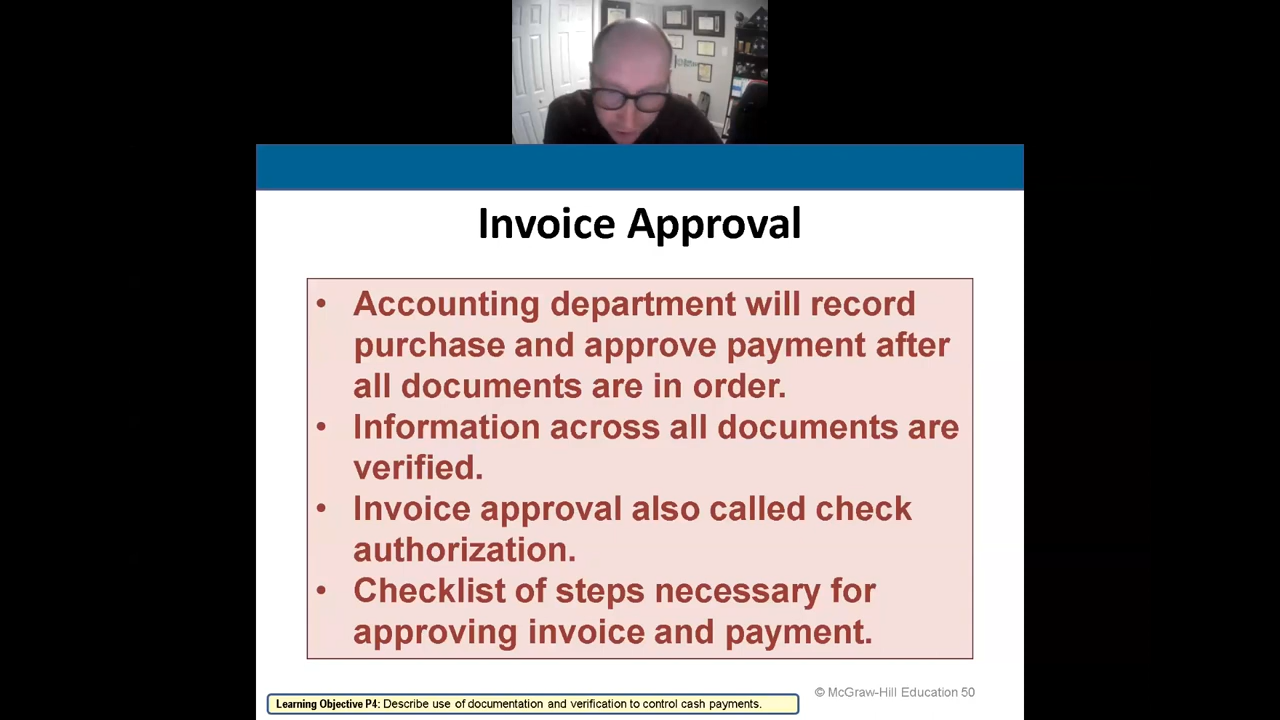 Invoice Approval
• Accounting department will record
purchase and approve payment after
all documents are in order.
• Information across all documents are
verified.
• Invoice approval also called check
authorization.
• Checklist of steps necessary for
approving invoice and payment.
© McGraw-Hill Education 50
Learning Objective P4: Describe use of documentation and verification to control cash payments.